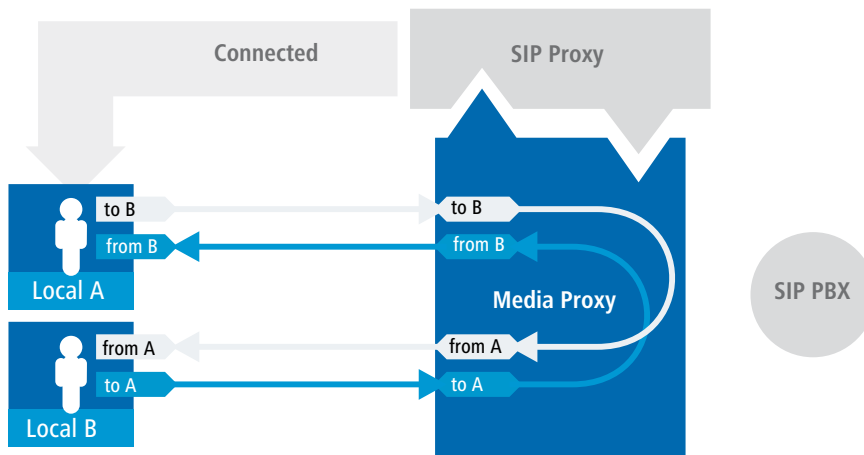 Connected
SIP Proxy
to B
to B
from B
from B
Local A
Media Proxy
SIP PBX
from A
from A
to A
to A
Local B